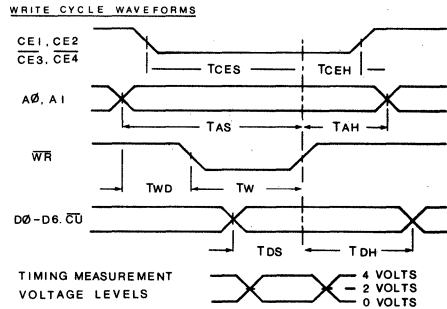 WRITE CYCLE WAVEFORMS
CE1, CE2
CE3, CE4
TCES
TCEH
AØ, A1
TAS
TAH
WR
TWD
TW
DØ-D6.CU
TDS
TDH
TIMING MEASUREMENT
VOLTAGE LEVELS
4 VOLTS
2 VOLTS
0 VOLTS